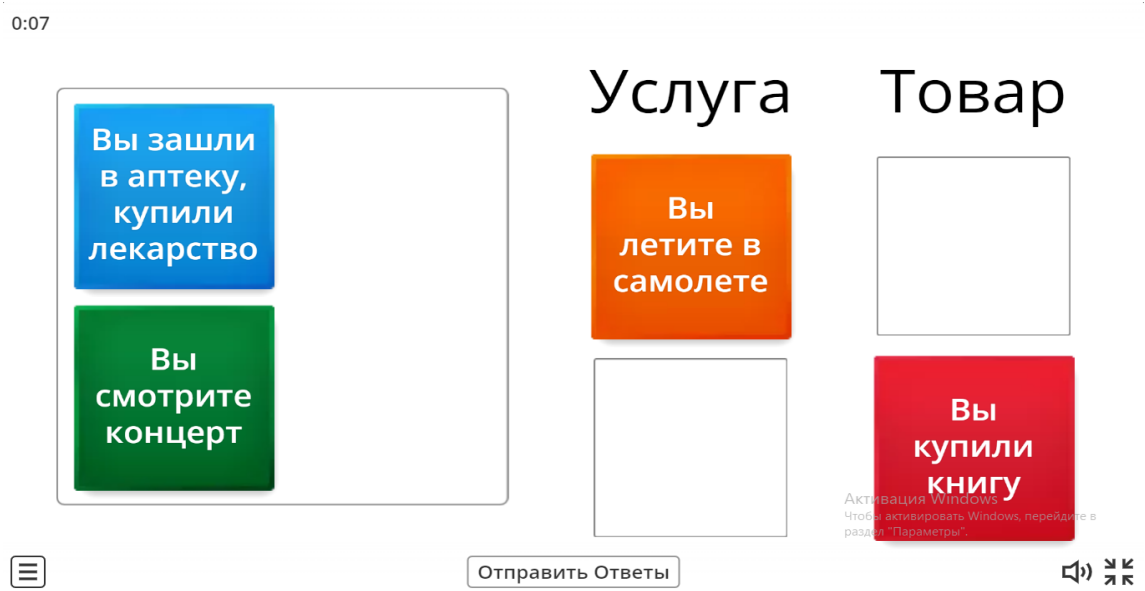 0:07
Вы зашли
в аптеку,
купили
лекарство
Вы
смотрите
концерт
Услуга
Товар
Вы
летите в
самолете
Вы
купили
книгу
Активация Windows
Чтобы активировать Windows, перейдите в
раздел "Параметры".
Отправить Ответы